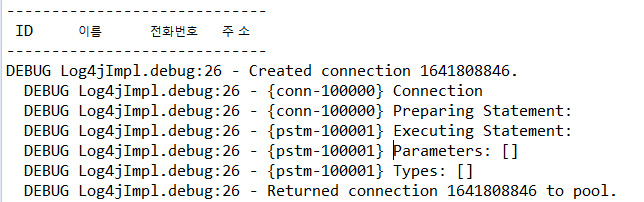 -----------------------------
ID 이름 전화번호 주 소
-----------------------------
DEBUG Log4jImpl.debug:26 - Created connection 1641808846.
DEBUG Log4jImpl.debug:26 - {conn-100000} Connection
DEBUG Log4jImpl.debug:26 - {conn-100000} Preparing Statement:
DEBUG Log4jImpl.debug:26 - {pstm-100001} Executing Statement:
DEBUG Log4jImpl.debug:26 - {pstm-100001} Parameters: []
DEBUG Log4jImpl.debug:26 - {pstm-100001} Types: []
DEBUG Log4jImpl.debug:26 - Returned connection 1641808846 to pool.